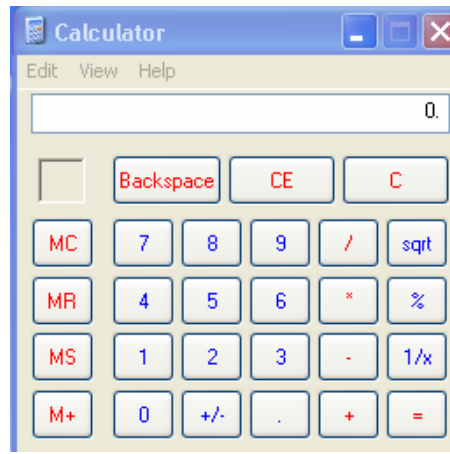 Calculator
Edit View Help
0.
Backspace CE C
MC 7 8 9 / sqrt
MR 4 5 6 * %
MS 1 2 3 - 1/x
M+ 0 +/- . + =